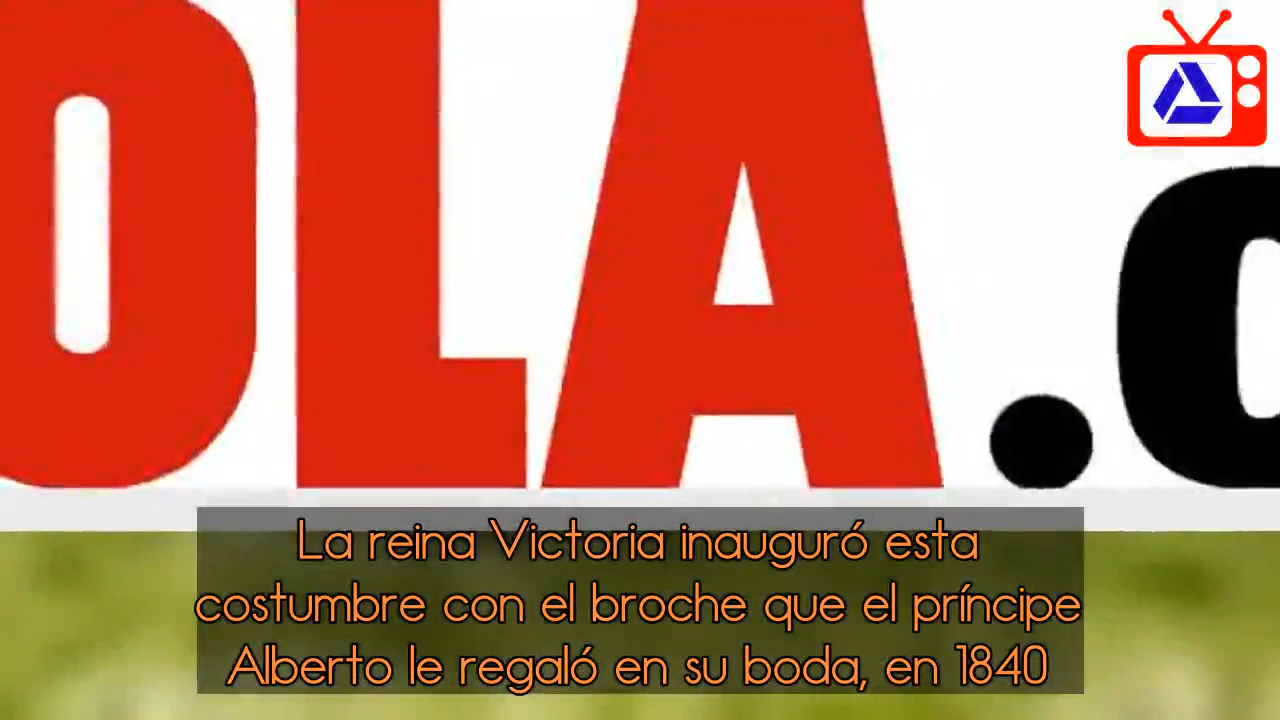 OLA.c
La reina Victoria inauguró esta
costumbre con el broche que el príncipe
Alberto le regaló en su boda, en 1840